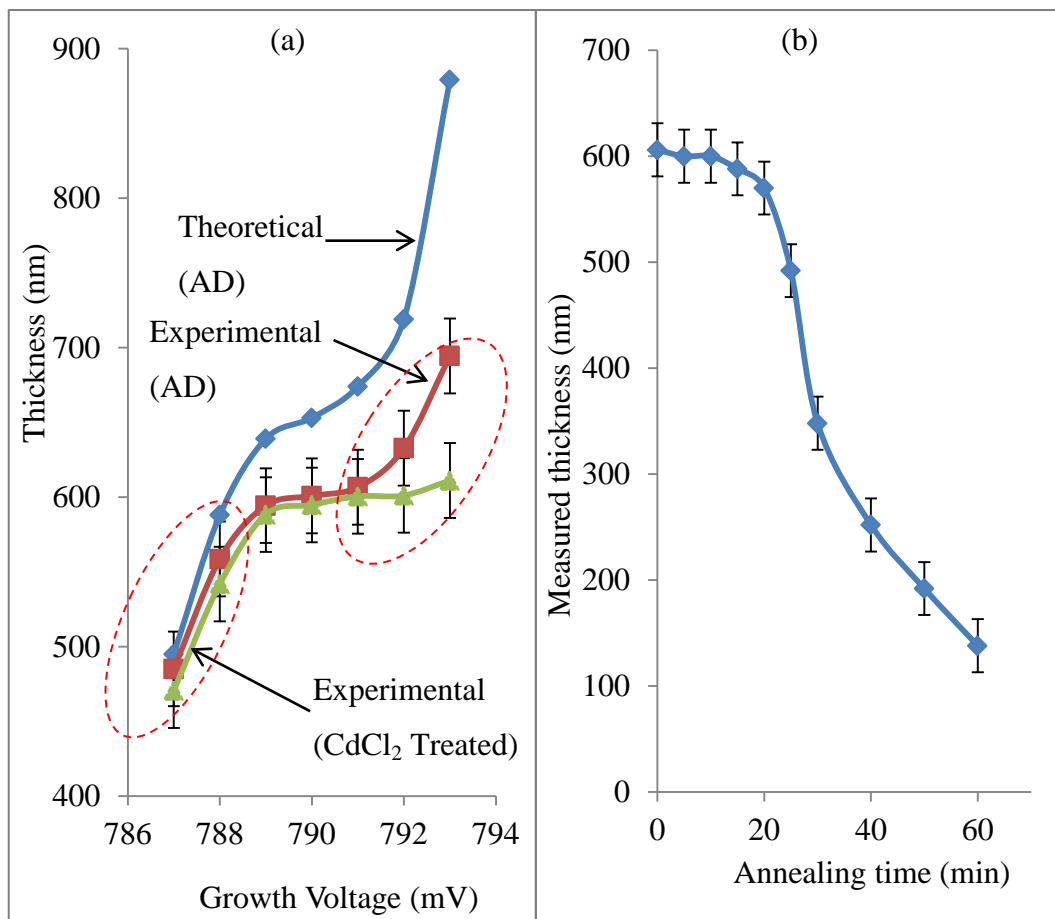 (a)
900
800
700
600
500
400
786
788
790
792
794
Thickness (nm)
Growth Voltage (mV)
Theoretical
(AD)
Experimental
(AD)
Experimental
(CdCl₂ Treated)
(b)
700
600
500
400
300
200
100
0
0
20
40
60
Measured thickness (nm)
Annealing time (min)